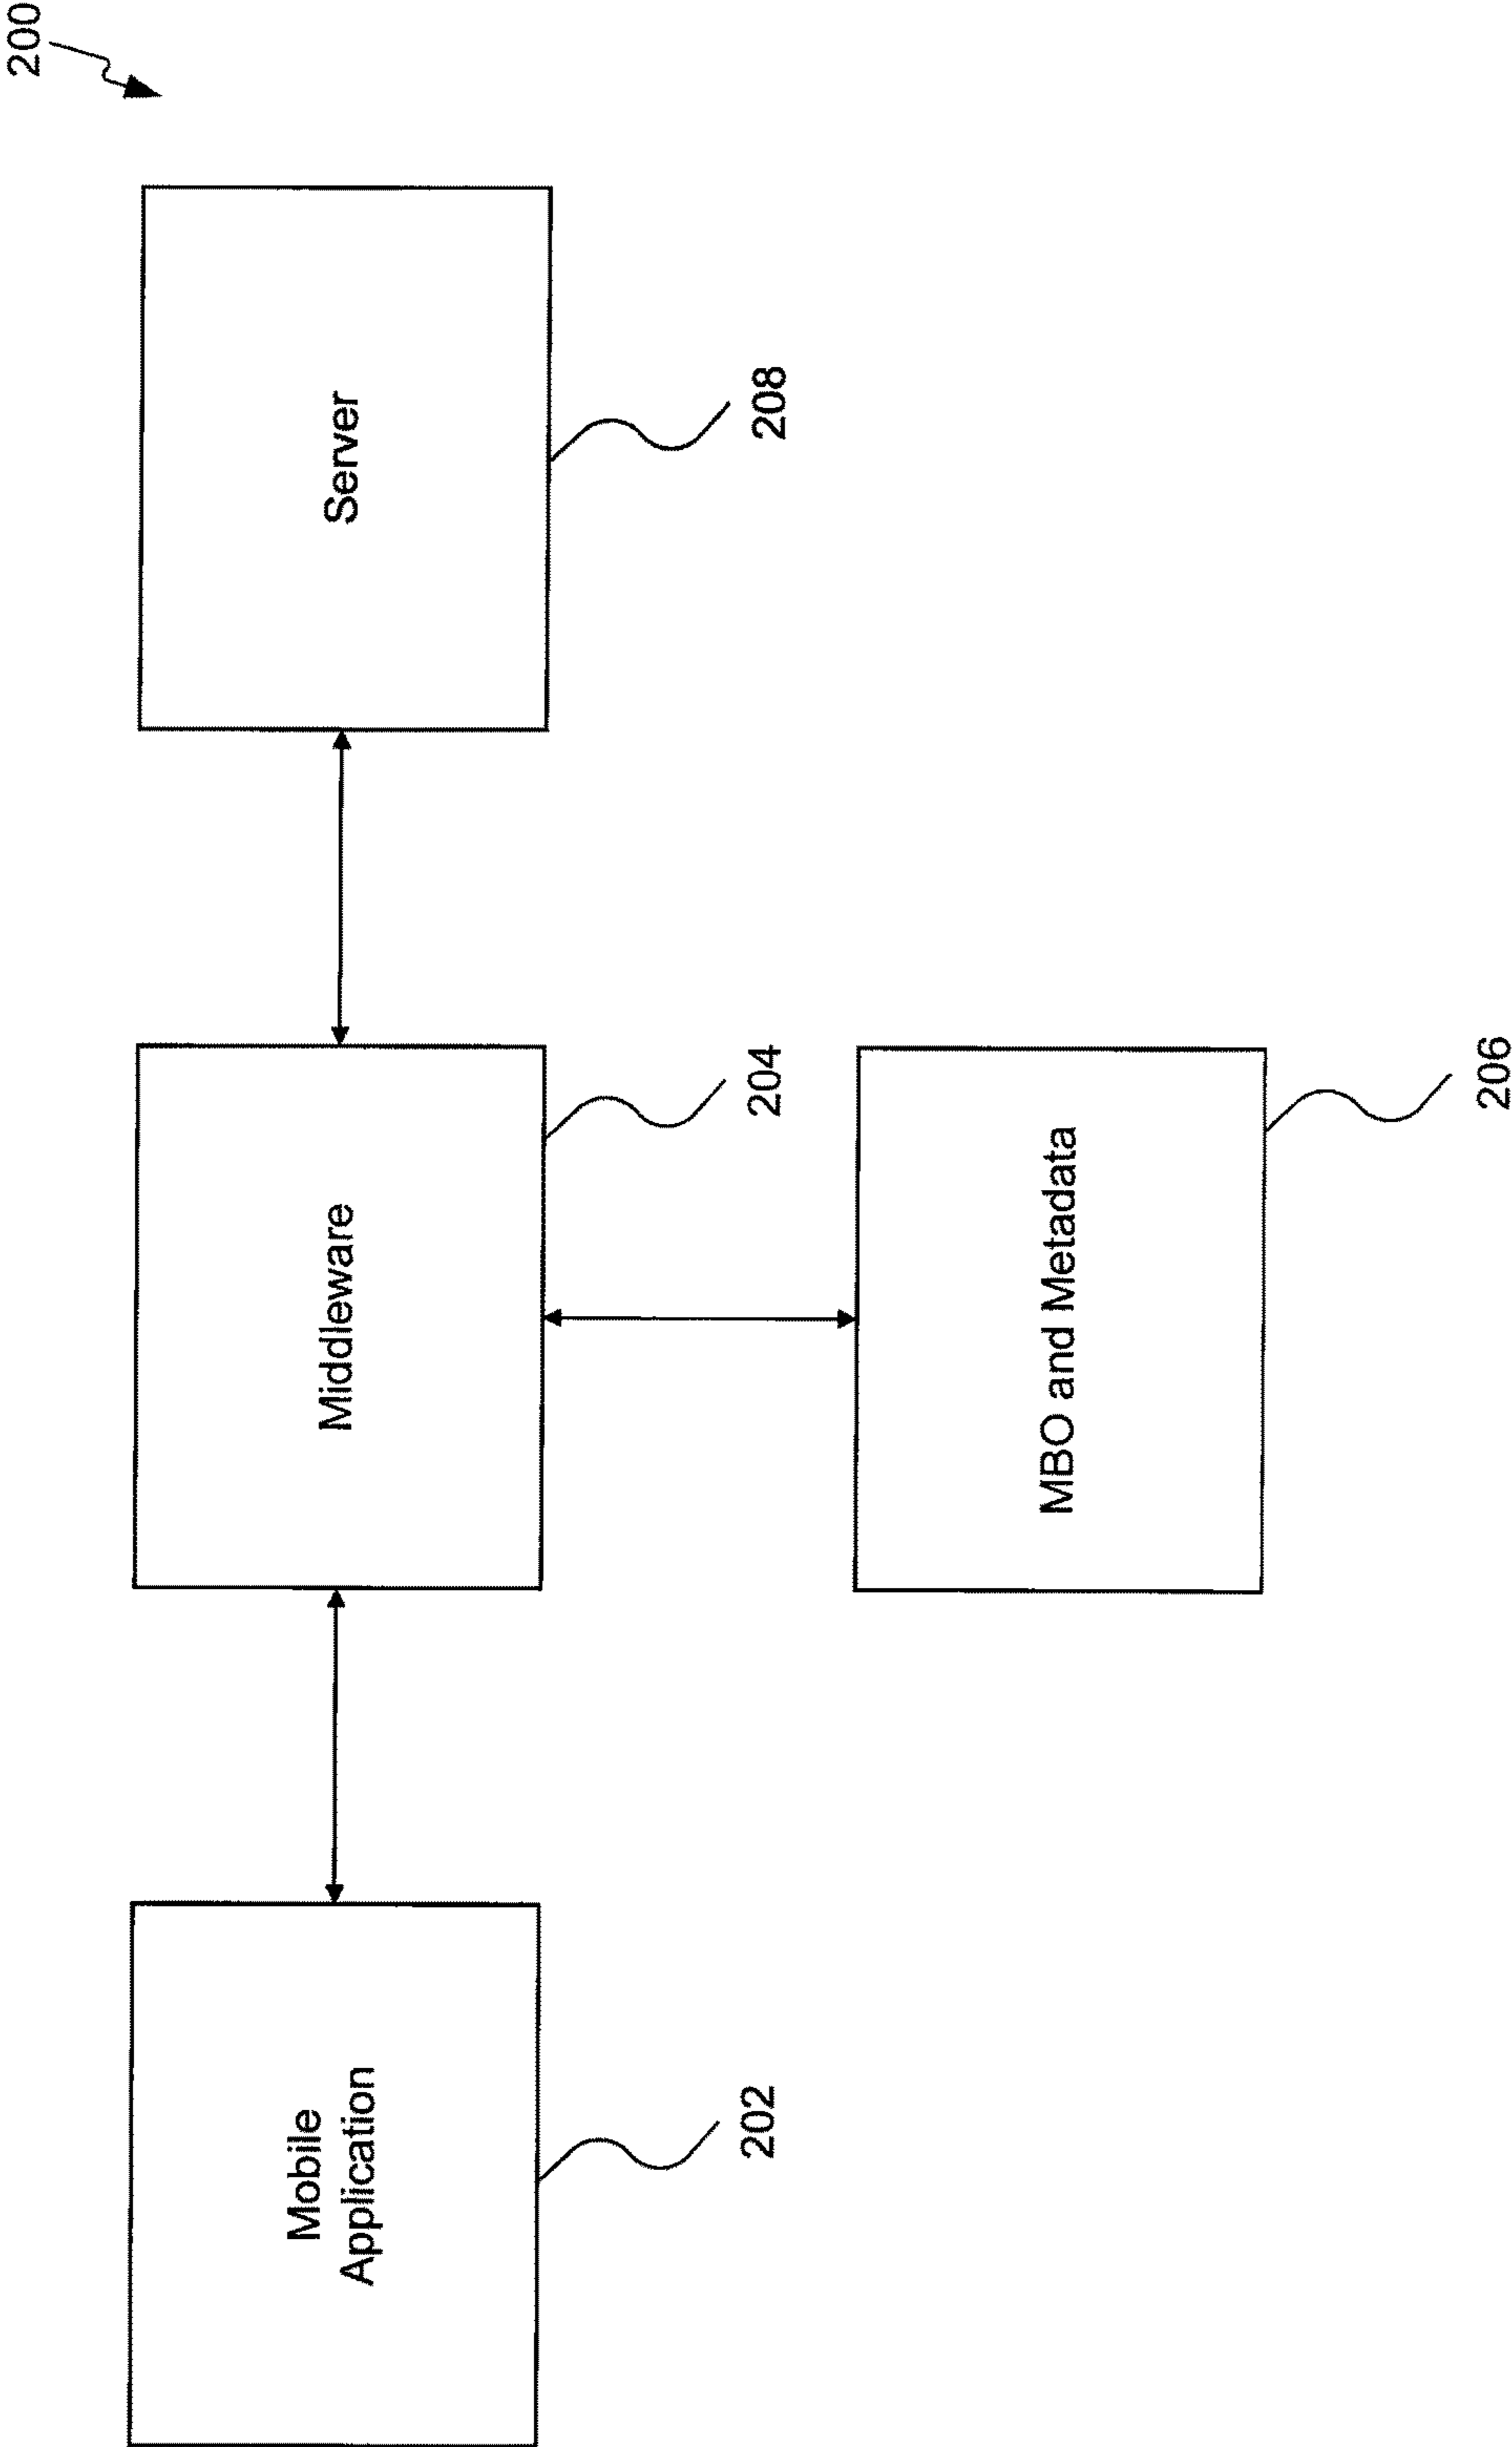 200
Mobile
Application
202
Middleware
204
Server
208
MBO and Metadata
206